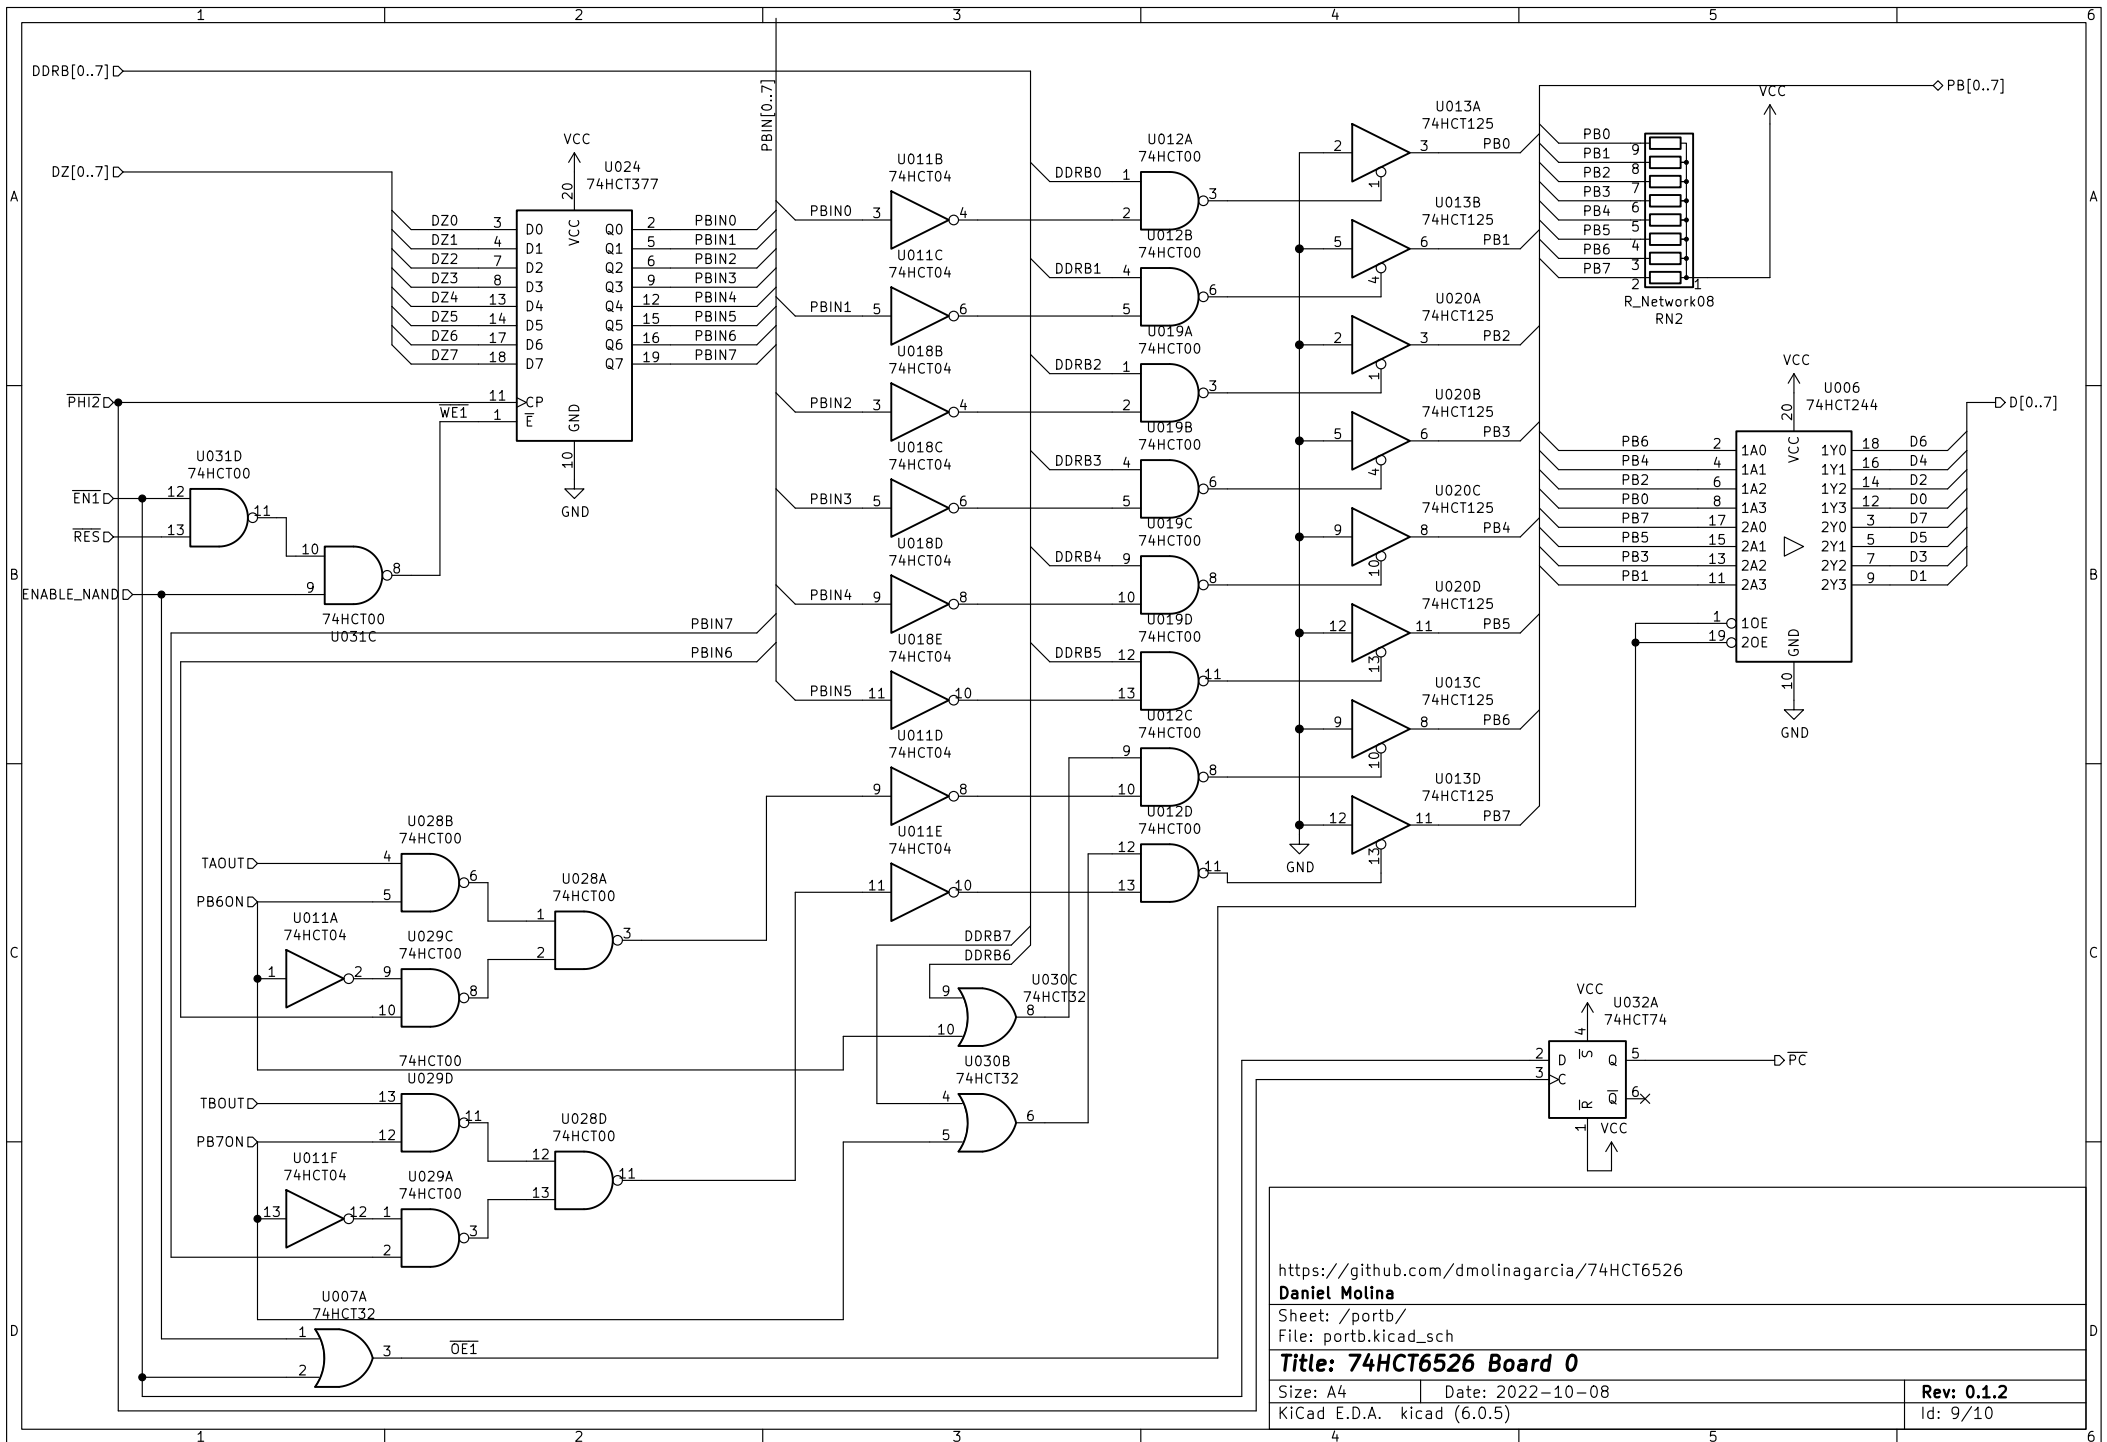 1 2 3 4 5 6
DDRB[0..7]
DZ[0..7]
PBIN[0..7]
VCC
U024
74HCT377
20
VCC
DZ0 3 D0 Q0 2 PBIN0
DZ1 4 D1 Q1 5 PBIN1
DZ2 7 D2 Q2 6 PBIN2
DZ3 8 D3 Q3 9 PBIN3
DZ4 13 D4 Q4 12 PBIN4
DZ5 14 D5 Q5 15 PBIN5
DZ6 17 D6 Q6 16 PBIN6
DZ7 18 D7 Q7 19 PBIN7
PHI2
11 CP
WE1 1 E
GND
10
GND
U031D
74HCT00
EN1 12
11
RES 13
10
8
ENABLE_NAND 9
74HCT00
U031C
PBIN7
PBIN6
U011B
74HCT04
PBIN0 3 4
U011C
74HCT04
PBIN1 5 6
U018B
74HCT04
PBIN2 3 4
U018C
74HCT04
PBIN3 5 6
U018D
74HCT04
PBIN4 9 8
U018E
74HCT04
PBIN5 11 10
U011D
74HCT04
9 8
U011E
74HCT04
11 10
U012A
74HCT00
DDRB0 1
3
2
U012B
74HCT00
DDRB1 4
6
5
U019A
74HCT00
DDRB2 1
3
2
U019B
74HCT00
DDRB3 4
6
5
U019C
74HCT00
DDRB4 9
8
10
U019D
74HCT00
DDRB5 12
11
13
U012C
74HCT00
9
8
10
U012D
74HCT00
12
11
13
U013A
74HCT125
2 3 PB0
1
U013B
74HCT125
5 6 PB1
4
U020A
74HCT125
2 3 PB2
1
U020B
74HCT125
5 6 PB3
4
U020C
74HCT125
9 8 PB4
10
U020D
74HCT125
12 11 PB5
13
U013C
74HCT125
9 8 PB6
10
U013D
74HCT125
12 11 PB7
13
GND
PB[0..7]
VCC
PB0 9
PB1 8
PB2 7
PB3 6
PB4 5
PB5 4
PB6 3
PB7 2
1
R_Network08
RN2
VCC
U006
74HCT244
20
VCC
D[0..7]
PB6 2 1A0 1Y0 18 D6
PB4 4 1A1 1Y1 16 D4
PB2 6 1A2 1Y2 14 D2
PB0 8 1A3 1Y3 12 D0
PB7 17 2A0 2Y0 3 D7
PB5 15 2A1 2Y1 5 D5
PB3 13 2A2 2Y2 7 D3
PB1 11 2A3 2Y3 9 D1
1 1OE
19 2OE
GND
10
GND
U028B
74HCT00
TAOUT 4
6
PB6ON 5
U011A
74HCT04
1 2
U029C
74HCT00
9
8
10
U028A
74HCT00
1
3
2
74HCT00
U029D
TBOUT 13
11
PB7ON 12
U011F
74HCT04
13 12
U029A
74HCT00
1
3
2
U028D
74HCT00
12
11
13
DDRB7
DDRB6
U030C
74HCT32
9
8
10
U030B
74HCT32
4
6
5
U007A
74HCT32
1
3 OE1
2
VCC
U032A
74HCT74
4
S
2 D Q 5 PC
3 C
Q 6
R
1
VCC
A B C D
A B C D
https://github.com/dmolinagarcia/74HCT6526
Daniel Molina
Sheet: /portb/
File: portb.kicad_sch
Title: 74HCT6526 Board 0
Size: A4 Date: 2022-10-08 Rev: 0.1.2
KiCad E.D.A. kicad (6.0.5) Id: 9/10
1 2 3 4 5 6